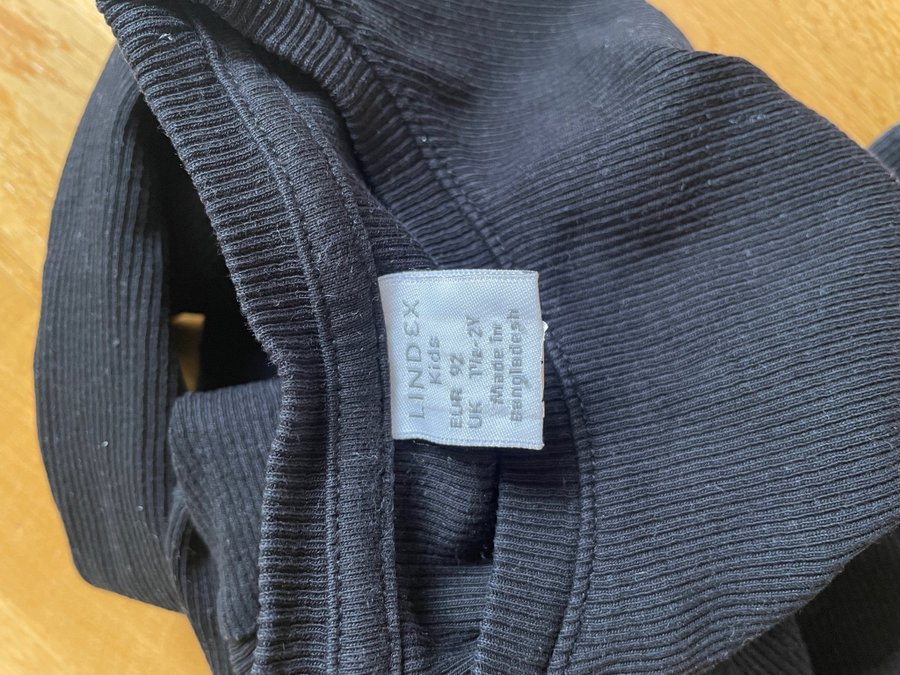 LINDEX
Kids
EUR 92
UK 1½-2Y
Made in
Bangladesh